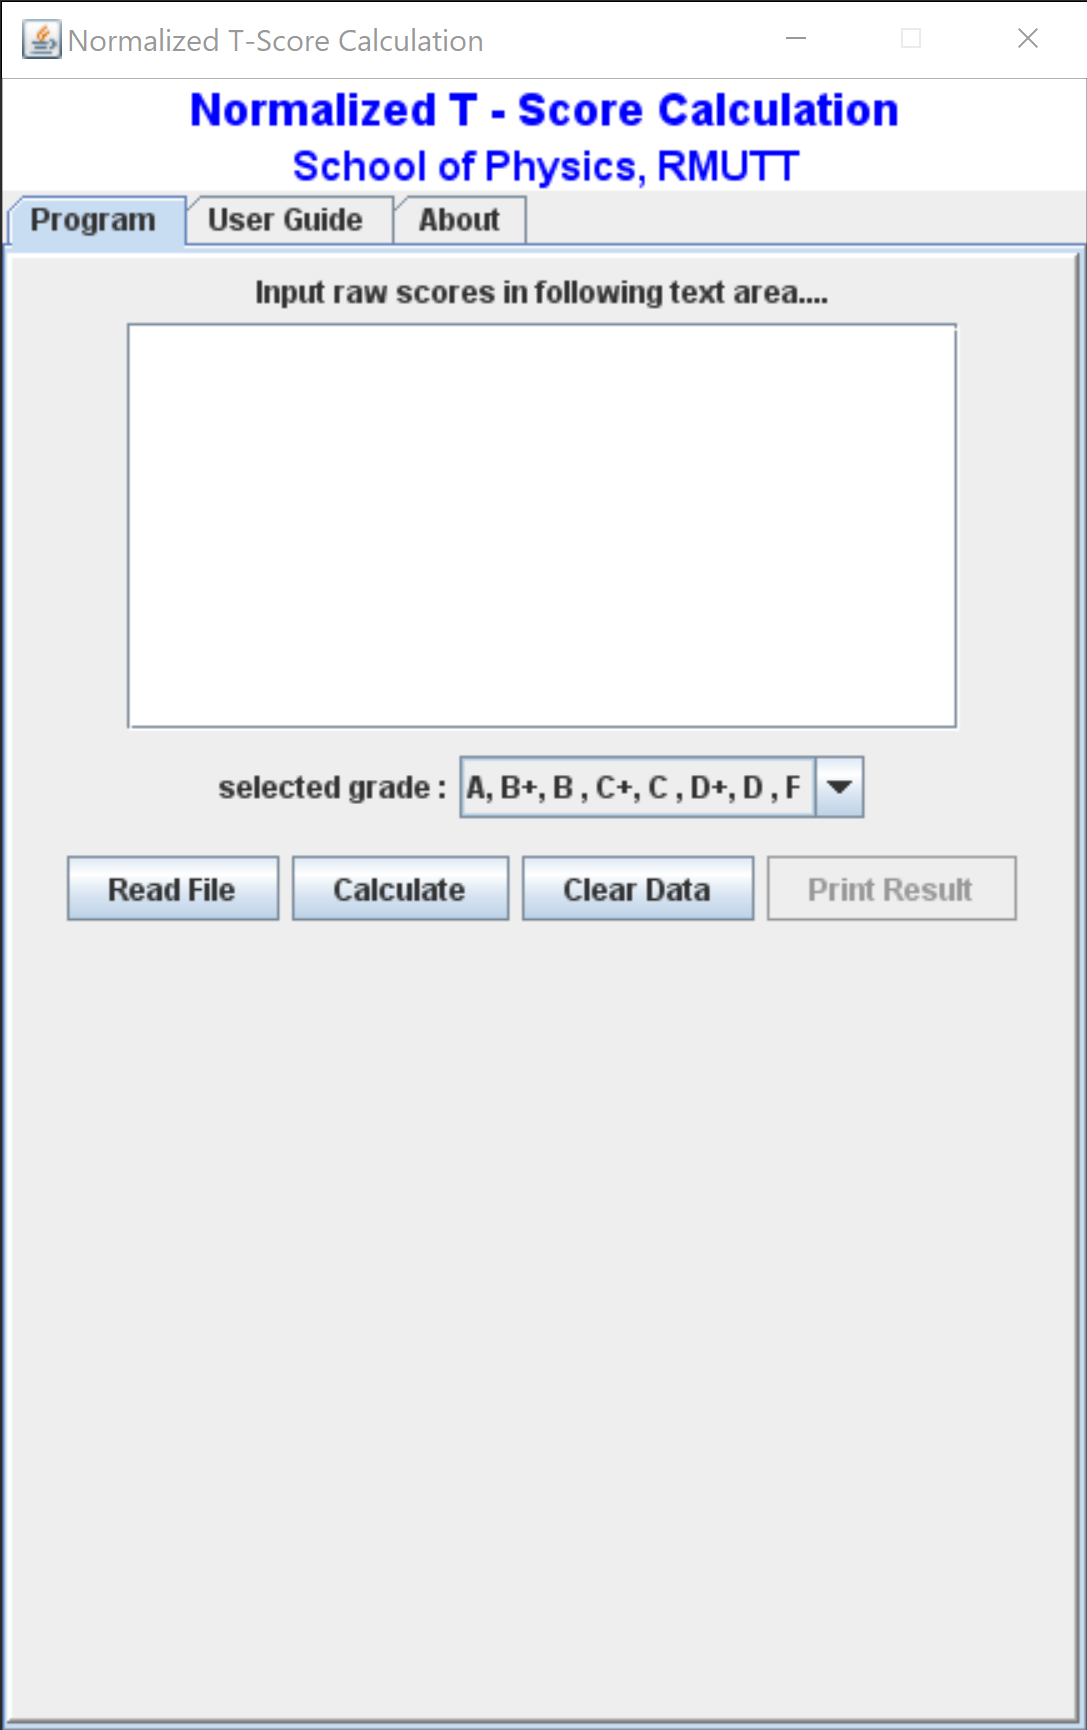 Normalized T-Score Calculation
Normalized T - Score Calculation
School of Physics, RMUTT
Program User Guide About
Input raw scores in following text area....
selected grade : A, B+, B , C+, C , D+, D , F
Read File Calculate Clear Data Print Result